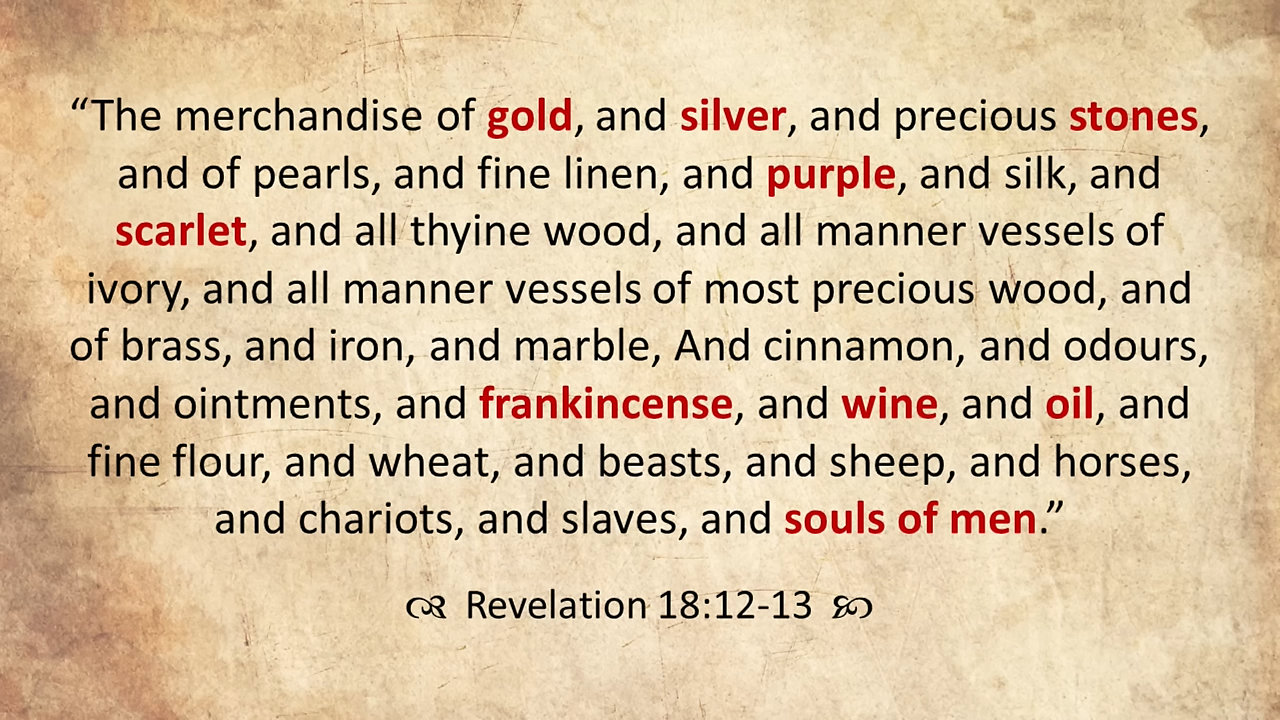 “The merchandise of gold, and silver, and precious stones,
and of pearls, and fine linen, and purple, and silk, and
scarlet, and all thyine wood, and all manner vessels of
ivory, and all manner vessels of most precious wood, and
of brass, and iron, and marble, And cinnamon, and odours,
and ointments, and frankincense, and wine, and oil, and
fine flour, and wheat, and beasts, and sheep, and horses,
and chariots, and slaves, and souls of men.”
Revelation 18:12-13